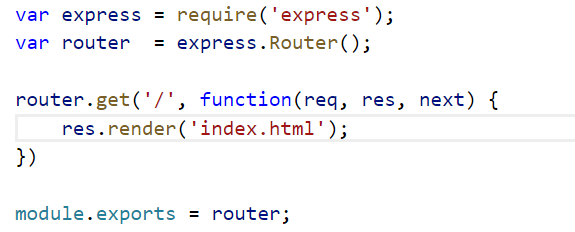 var express = require('express');
var router  = express.Router();
router.get('/', function(req, res, next) {
    res.render('index.html');
})
module.exports = router;